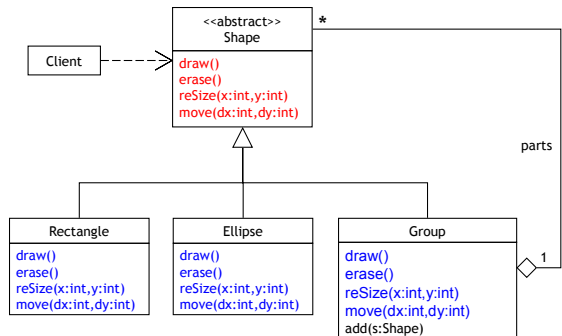 <<abstract>>
Shape
*
Client
draw()
erase()
reSize(x:int,y:int)
move(dx:int,dy:int)
parts
Rectangle
draw()
erase()
reSize(x:int,y:int)
move(dx:int,dy:int)
Ellipse
draw()
erase()
reSize(x:int,y:int)
move(dx:int,dy:int)
Group
draw()
erase()
reSize(x:int,y:int)
move(dx:int,dy:int)
add(s:Shape)
1